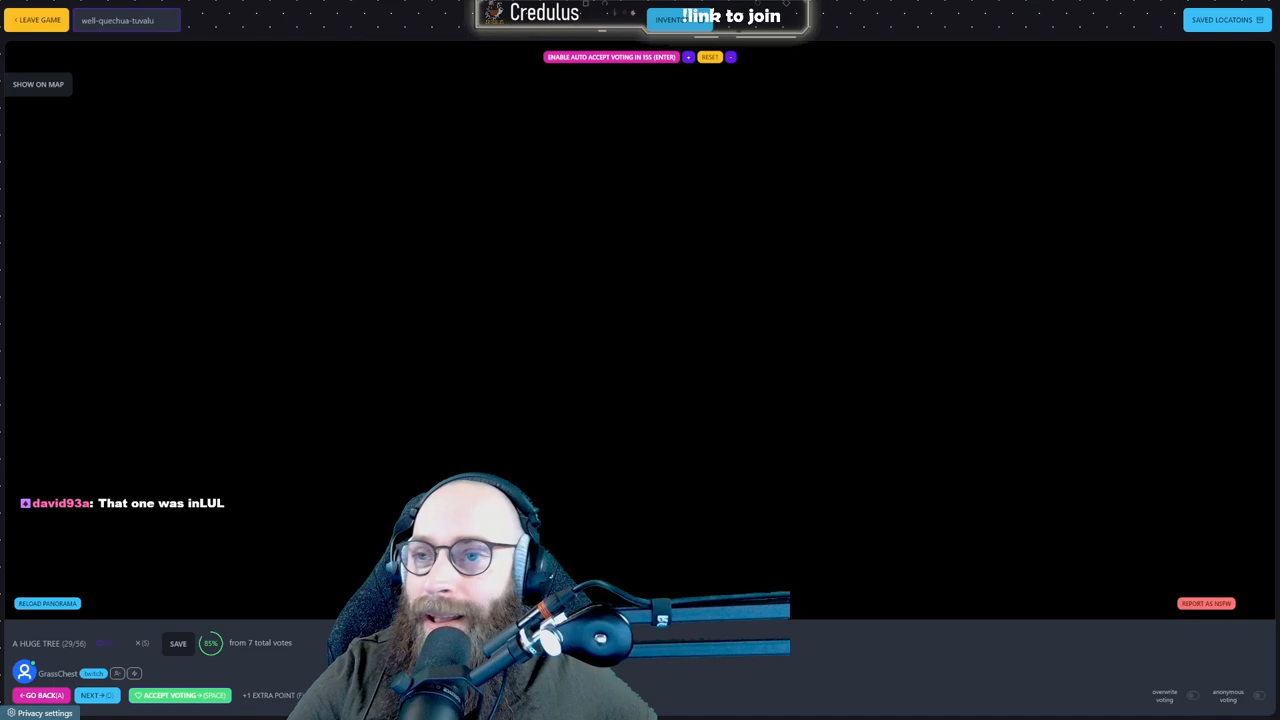 < LEAVE GAME
well-quechua-tuvalu
Credulus
!link to join
SAVED LOCATOINS
ENABLE AUTO ACCEPT VOTING IN 15S (ENTER)
+
RESET
-
SHOW ON MAP
david93a: That one was inLUL
RELOAD PANORAMA
REPORT AS NSFW
A HUGE TREE (29/56)
×(S)
SAVE
85%
from 7 total votes
GrassChest
twitch
←GO BACK(A)
NEXT→(D)
ACCEPT VOTING→(SPACE)
+1 EXTRA POINT
overwrite voting
anonymous voting
Privacy settings